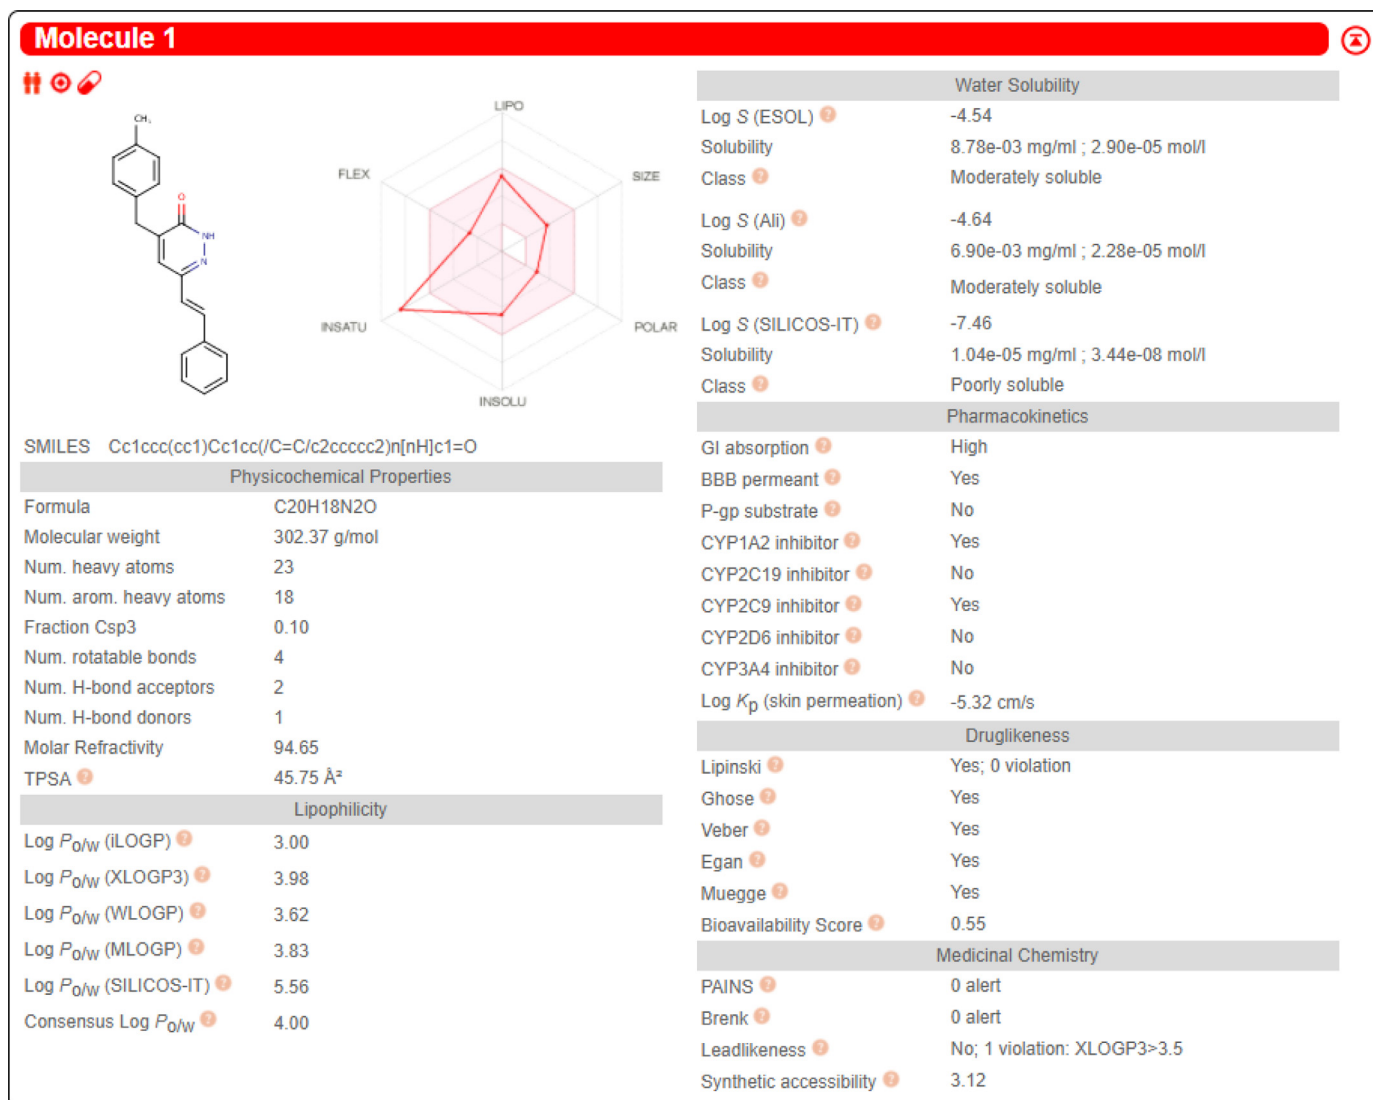 Molecule 1
CH₃
O
NH
N
LIPO
FLEX
SIZE
INSATU
POLAR
INSOLU
SMILES Cc1ccc(cc1)Cc1cc(/C=C/c2ccccc2)n[nH]c1=O
Physicochemical Properties
Formula C20H18N2O
Molecular weight 302.37 g/mol
Num. heavy atoms 23
Num. arom. heavy atoms 18
Fraction Csp3 0.10
Num. rotatable bonds 4
Num. H-bond acceptors 2
Num. H-bond donors 1
Molar Refractivity 94.65
TPSA ? 45.75 Å²
Lipophilicity
Log Po/w (iLOGP) ? 3.00
Log Po/w (XLOGP3) ? 3.98
Log Po/w (WLOGP) ? 3.62
Log Po/w (MLOGP) ? 3.83
Log Po/w (SILICOS-IT) ? 5.56
Consensus Log Po/w ? 4.00
Water Solubility
Log S (ESOL) ? -4.54
Solubility 8.78e-03 mg/ml ; 2.90e-05 mol/l
Class ? Moderately soluble
Log S (Ali) ? -4.64
Solubility 6.90e-03 mg/ml ; 2.28e-05 mol/l
Class ? Moderately soluble
Log S (SILICOS-IT) ? -7.46
Solubility 1.04e-05 mg/ml ; 3.44e-08 mol/l
Class ? Poorly soluble
Pharmacokinetics
GI absorption ? High
BBB permeant ? Yes
P-gp substrate ? No
CYP1A2 inhibitor ? Yes
CYP2C19 inhibitor ? No
CYP2C9 inhibitor ? Yes
CYP2D6 inhibitor ? No
CYP3A4 inhibitor ? No
Log Kp (skin permeation) ? -5.32 cm/s
Druglikeness
Lipinski ? Yes; 0 violation
Ghose ? Yes
Veber ? Yes
Egan ? Yes
Muegge ? Yes
Bioavailability Score ? 0.55
Medicinal Chemistry
PAINS ? 0 alert
Brenk ? 0 alert
Leadlikeness ? No; 1 violation: XLOGP3>3.5
Synthetic accessibility ? 3.12